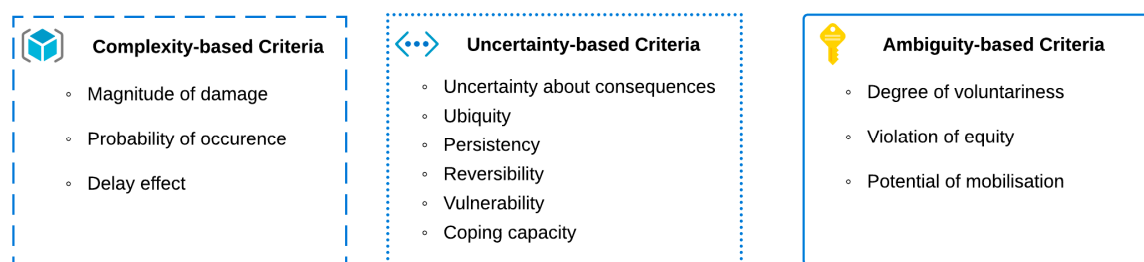 Complexity-based Criteria
◦ Magnitude of damage
◦ Probability of occurence
◦ Delay effect
Uncertainty-based Criteria
◦ Uncertainty about consequences
◦ Ubiquity
◦ Persistency
◦ Reversibility
◦ Vulnerability
◦ Coping capacity
Ambiguity-based Criteria
◦ Degree of voluntariness
◦ Violation of equity
◦ Potential of mobilisation